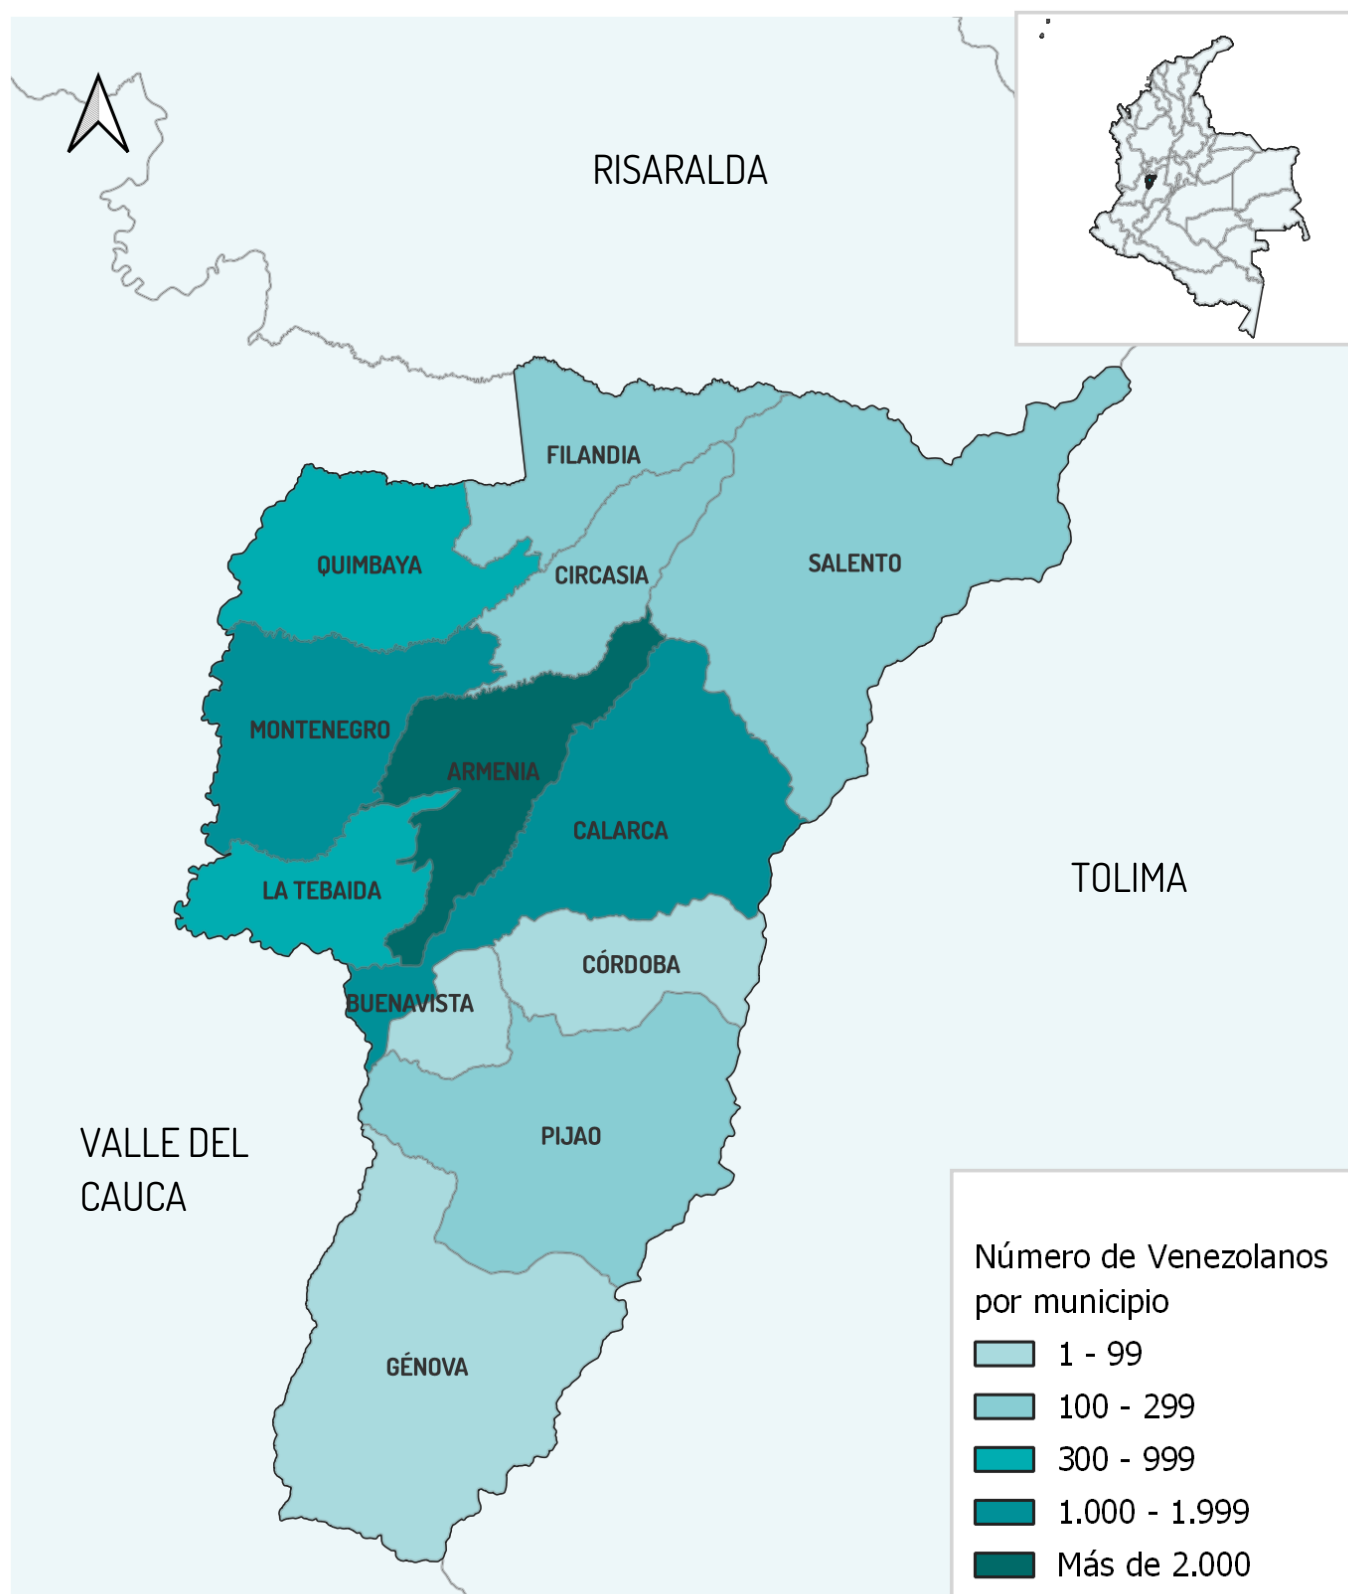 RISARALDA
FILANDIA
QUIMBAYA
CIRCASIA
SALENTO
MONTENEGRO
ARMENIA
CALARCA
LA TEBAIDA
TOLIMA
CÓRDOBA
BUENAVISTA
PIJAO
VALLE DEL
CAUCA
GÉNOVA
Número de Venezolanos
por municipio
1 - 99
100 - 299
300 - 999
1.000 - 1.999
Más de 2.000